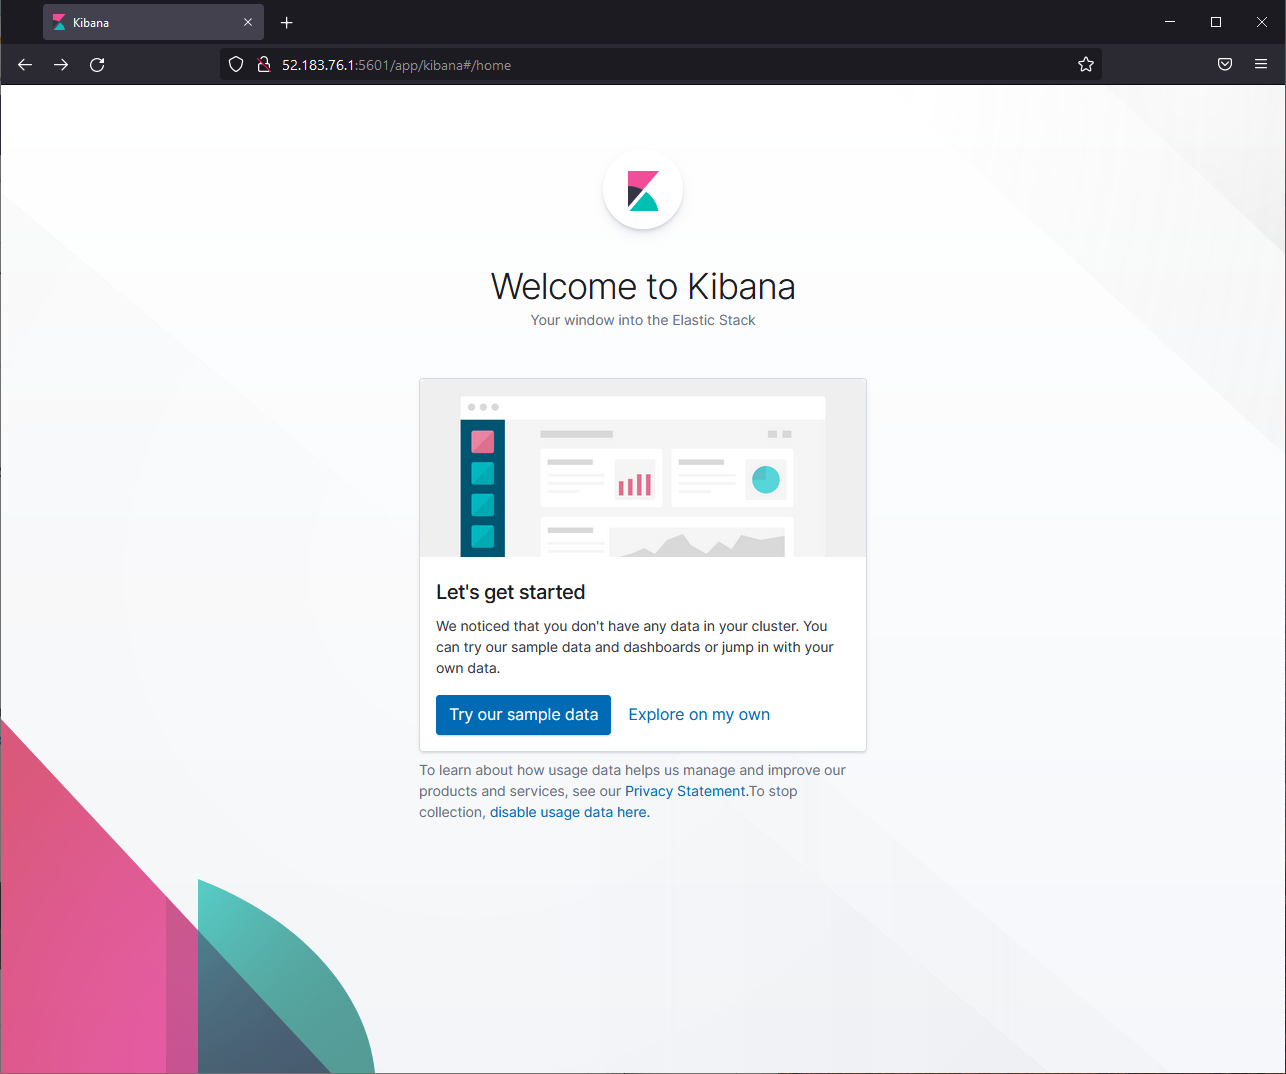 Kibana
52.183.76.1:5601/app/kibana#/home
Welcome to Kibana
Your window into the Elastic Stack
Let's get started
We noticed that you don't have any data in your cluster. You
can try our sample data and dashboards or jump in with your
own data.
Try our sample data
Explore on my own
To learn about how usage data helps us manage and improve our
products and services, see our Privacy Statement.To stop
collection, disable usage data here.